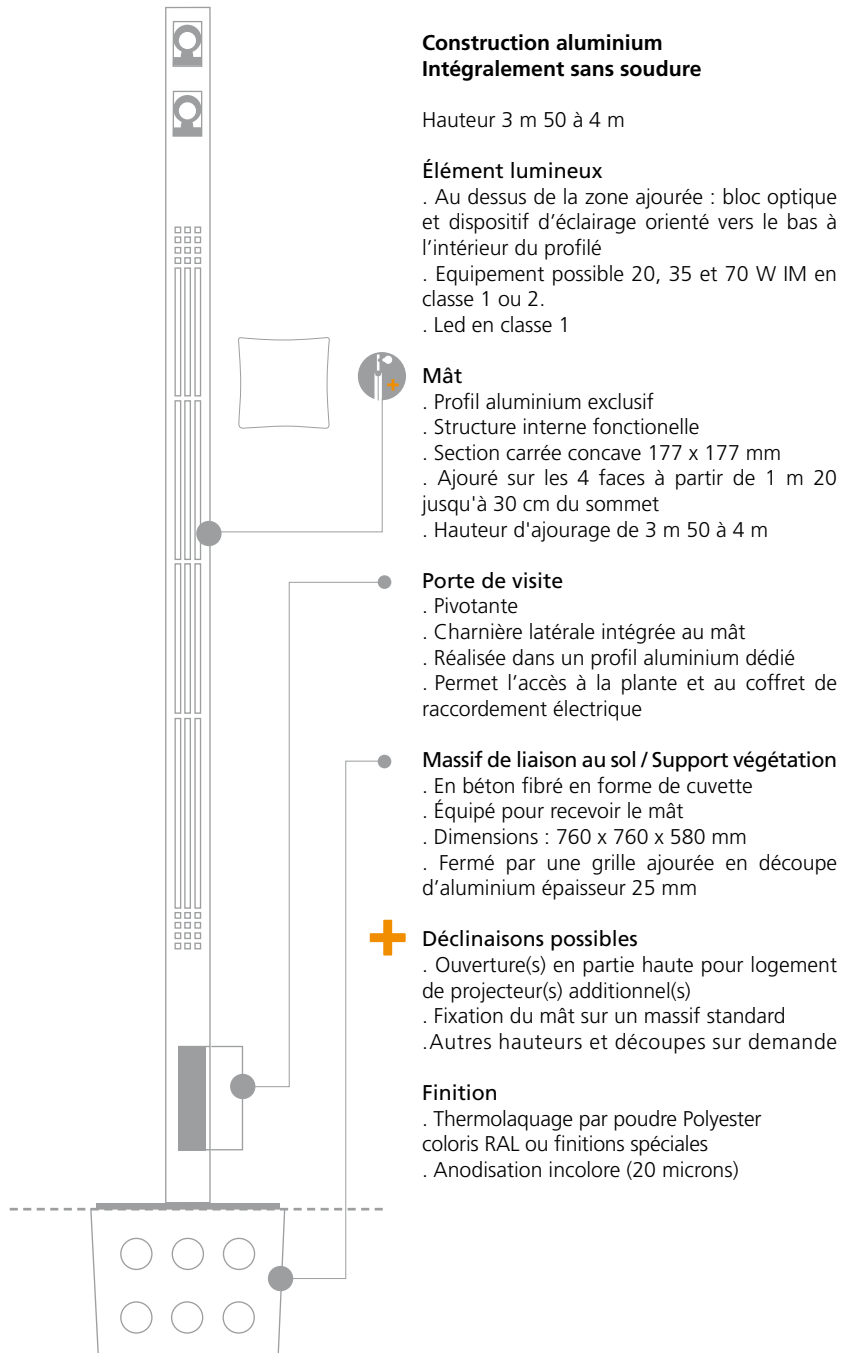 Construction aluminium
Intégralement sans soudure
Hauteur 3 m 50 à 4 m
Élément lumineux
. Au dessus de la zone ajourée : bloc optique
et dispositif d’éclairage orienté vers le bas à
l’intérieur du profilé
. Equipement possible 20, 35 et 70 W IM en
classe 1 ou 2.
. Led en classe 1
Mât
. Profil aluminium exclusif
. Structure interne fonctionelle
. Section carrée concave 177 x 177 mm
. Ajouré sur les 4 faces à partir de 1 m 20
jusqu'à 30 cm du sommet
. Hauteur d'ajourage de 3 m 50 à 4 m
Porte de visite
. Pivotante
. Charnière latérale intégrée au mât
. Réalisée dans un profil aluminium dédié
. Permet l’accès à la plante et au coffret de
raccordement électrique
Massif de liaison au sol / Support végétation
. En béton fibré en forme de cuvette
. Équipé pour recevoir le mât
. Dimensions : 760 x 760 x 580 mm
. Fermé par une grille ajourée en découpe
d’aluminium épaisseur 25 mm
Déclinaisons possibles
. Ouverture(s) en partie haute pour logement
de projecteur(s) additionnel(s)
. Fixation du mât sur un massif standard
.Autres hauteurs et découpes sur demande
Finition
. Thermolaquage par poudre Polyester
coloris RAL ou finitions spéciales
. Anodisation incolore (20 microns)